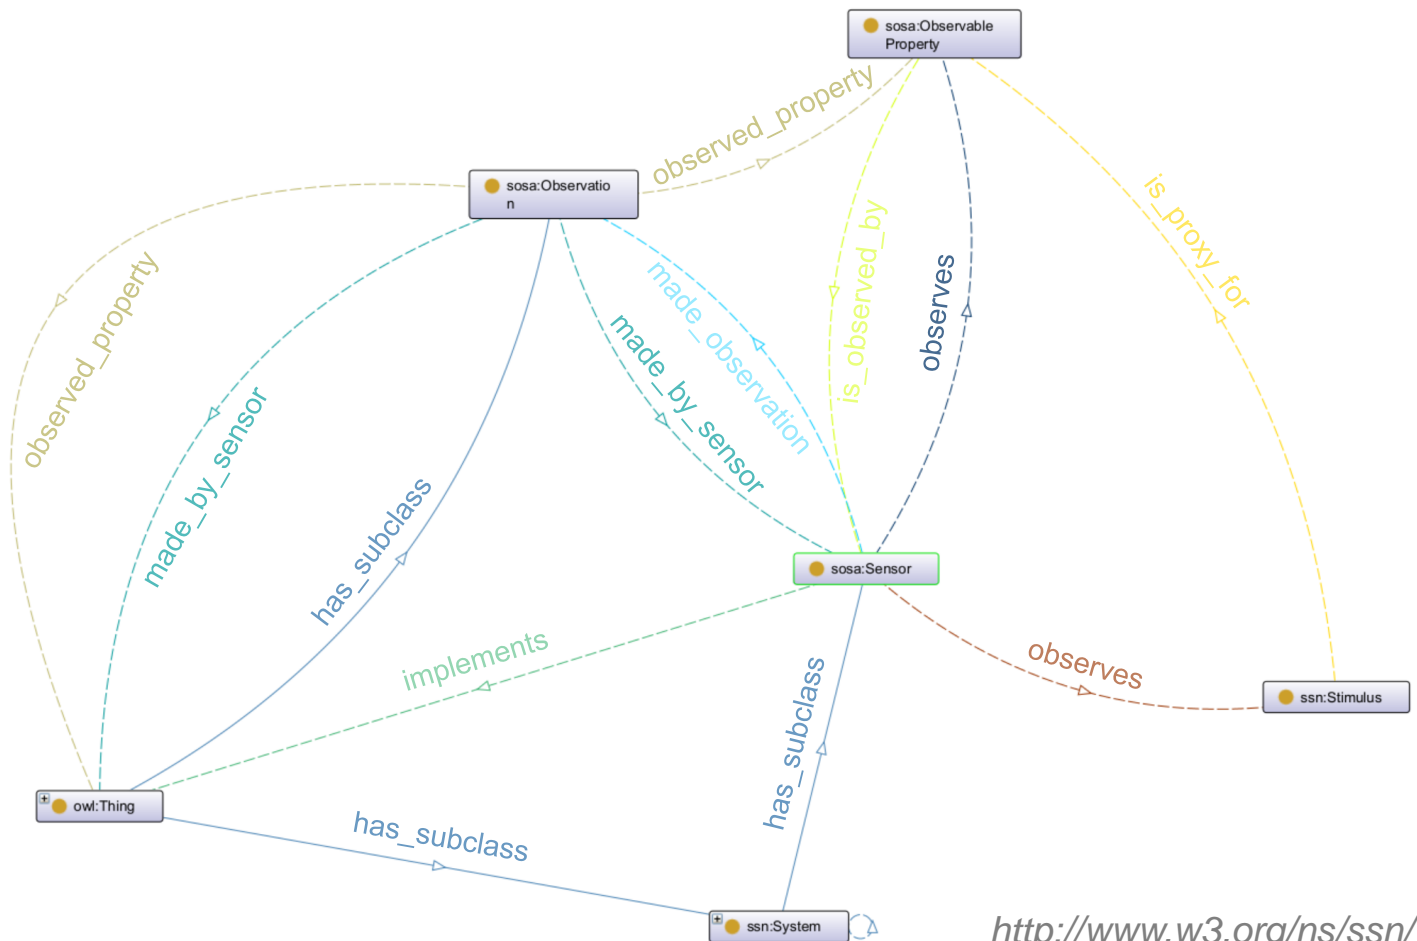 sosa:Observable
Property
observed_property
sosa:Observatio
n
is_proxy_for
is_observed_by
observes
made_observation
observed_property
made_by_sensor
made_by_sensor
has_subclass
sosa:Sensor
implements
observes
has_subclass
ssn:Stimulus
owl:Thing
has_subclass
ssn:System
http://www.w3.org/ns/ssn/